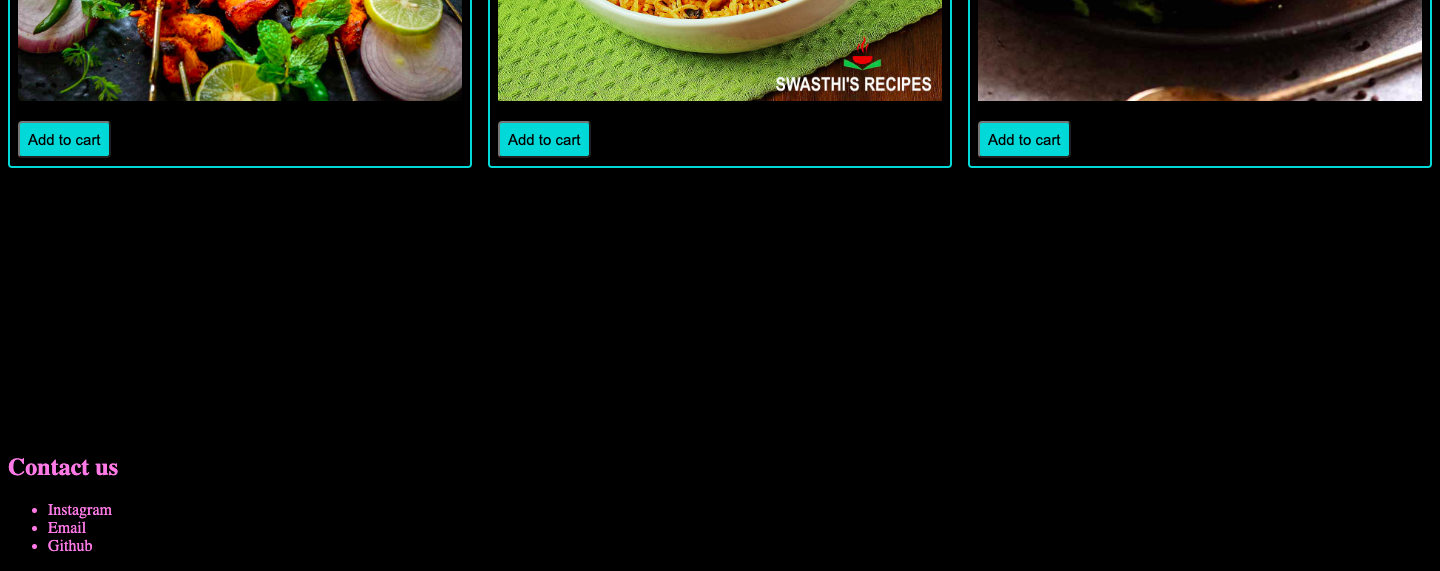 SWASTHI'S RECIPES
Add to cart
Add to cart
Add to cart
Contact us
Instagram
Email
Github